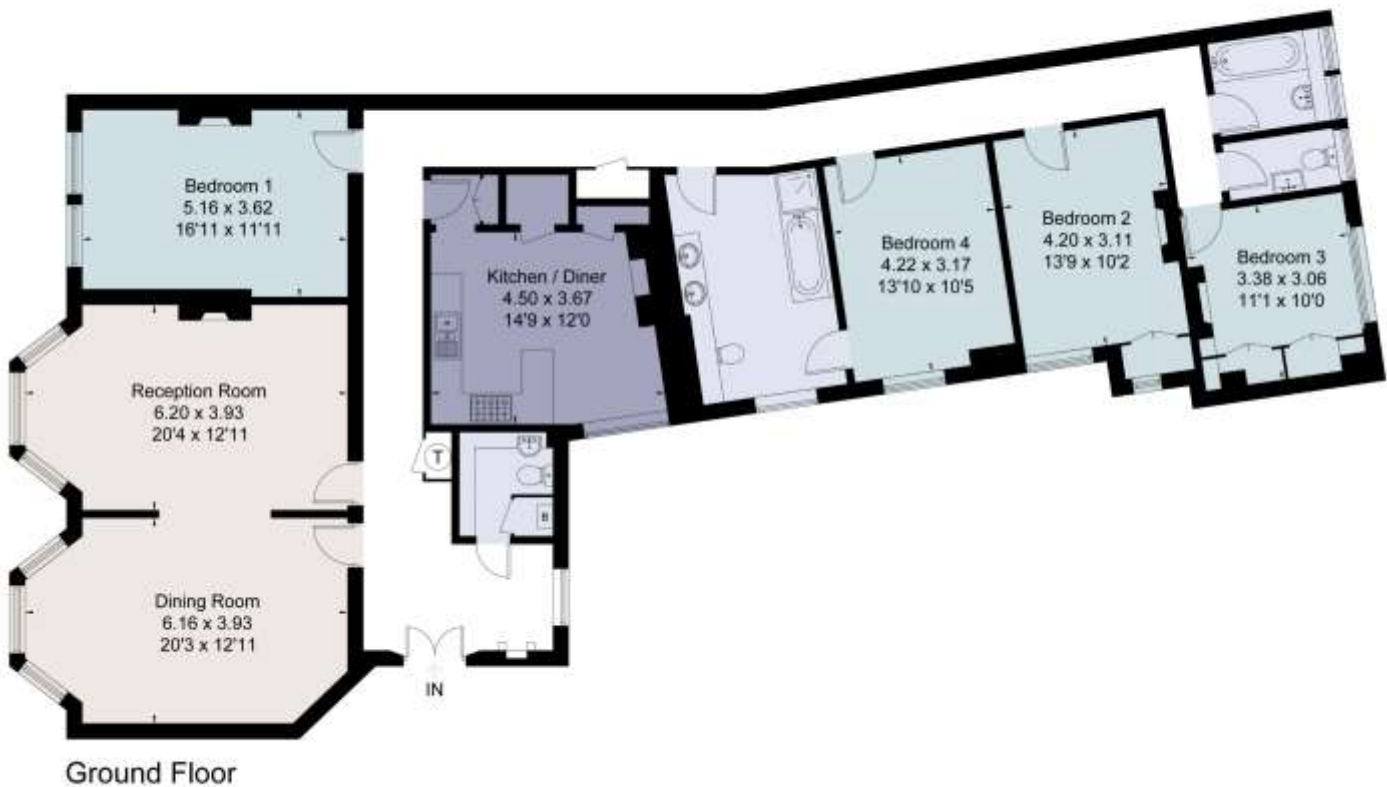 Bedroom 1
5.16 x 3.62
16'11 x 11'11
Reception Room
6.20 x 3.93
20'4 x 12'11
Dining Room
6.16 x 3.93
20'3 x 12'11
Kitchen / Diner
4.50 x 3.67
14'9 x 12'0
Bedroom 4
4.22 x 3.17
13'10 x 10'5
Bedroom 2
4.20 x 3.11
13'9 x 10'2
Bedroom 3
3.38 x 3.06
11'1 x 10'0
T
B
IN
Ground Floor